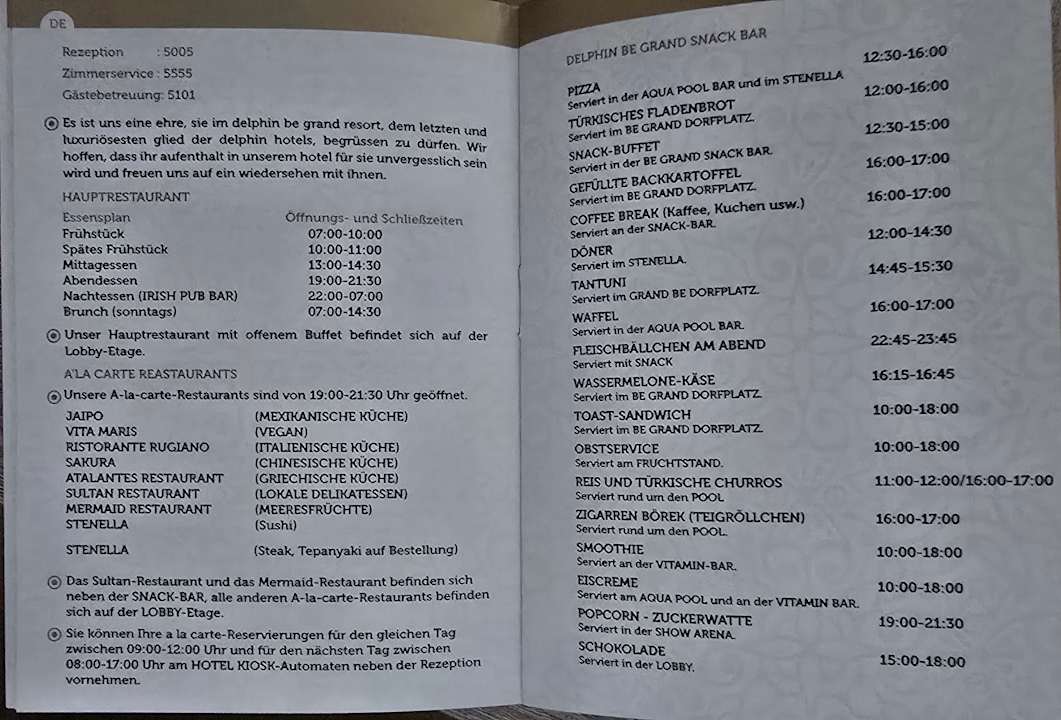 DE
Rezeption : 5005
Zimmerservice : 5555
Gästebetreuung: 5101
Es ist uns eine ehre, sie im delphin be grand resort, dem letzten und
luxuriösesten glied der delphin hotels, begrüssen zu dürfen. Wir
hoffen, dass ihr aufenthalt in unserem hotel für sie unvergesslich sein
wird und freuen uns auf ein wiedersehen mit ihnen.
HAUPTRESTAURANT
Essensplan Öffnungs- und Schließzeiten
Frühstück 07:00-10:00
Spätes Frühstück 10:00-11:00
Mittagessen 13:00-14:30
Abendessen 19:00-21:30
Nachtessen (IRISH PUB BAR) 22:00-07:00
Brunch (sonntags) 07:00-14:30
Unser Hauptrestaurant mit offenem Buffet befindet sich auf der
Lobby-Etage.
A'LA CARTE REASTAURANTS
Unsere A-la-carte-Restaurants sind von 19:00-21:30 Uhr geöffnet.
JAIPO (MEXIKANISCHE KÜCHE)
VITA MARIS (VEGAN)
RISTORANTE RUGIANO (ITALIENISCHE KÜCHE)
SAKURA (CHINESISCHE KÜCHE)
ATALANTES RESTAURANT (GRIECHISCHE KÜCHE)
SULTAN RESTAURANT (LOKALE DELIKATESSEN)
MERMAID RESTAURANT (MEERESFRÜCHTE)
STENELLA (Sushi)
STENELLA (Steak, Tepanyaki auf Bestellung)
Das Sultan-Restaurant und das Mermaid-Restaurant befinden sich
neben der SNACK-BAR, alle anderen A-la-carte-Restaurants befinden
sich auf der LOBBY-Etage.
Sie können Ihre a la carte-Reservierungen für den gleichen Tag
zwischen 09:00-12:00 Uhr und für den nächsten Tag zwischen
08:00-17:00 Uhr am HOTEL KIOSK-Automaten neben der Rezeption
vornehmen.
DELPHIN BE GRAND SNACK BAR
PIZZA 12:30-16:00
Serviert in der AQUA POOL BAR und im STENELLA
TÜRKISCHES FLADENBROT 12:00-16:00
Serviert im BE GRAND DORFPLATZ.
SNACK-BUFFET 12:30-15:00
Serviert in der BE GRAND SNACK BAR.
GEFÜLLTE BACKKARTOFFEL 16:00-17:00
Serviert im BE GRAND DORFPLATZ.
COFFEE BREAK (Kaffee, Kuchen usw.) 16:00-17:00
Serviert an der SNACK-BAR.
DÖNER 12:00-14:30
Serviert im STENELLA.
TANTUNI 14:45-15:30
Serviert im GRAND BE DORFPLATZ.
WAFFEL 16:00-17:00
Serviert in der AQUA POOL BAR.
FLEISCHBÄLLCHEN AM ABEND 22:45-23:45
Serviert mit SNACK
WASSERMELONE-KÄSE 16:15-16:45
Serviert im BE GRAND DORFPLATZ.
TOAST-SANDWICH 10:00-18:00
Serviert im BE GRAND DORFPLATZ.
OBSTSERVICE 10:00-18:00
Serviert am FRUCHTSTAND.
REIS UND TÜRKISCHE CHURROS 11:00-12:00/16:00-17:00
Serviert rund um den POOL
ZIGARREN BÖREK (TEIGRÖLLCHEN) 16:00-17:00
Serviert rund um den POOL.
SMOOTHIE 10:00-18:00
Serviert an der VITAMIN-BAR.
EISCREME 10:00-18:00
Serviert am AQUA POOL und an der VITAMIN BAR.
POPCORN - ZUCKERWATTE 19:00-21:30
Serviert in der SHOW ARENA.
SCHOKOLADE 15:00-18:00
Serviert in der LOBBY.